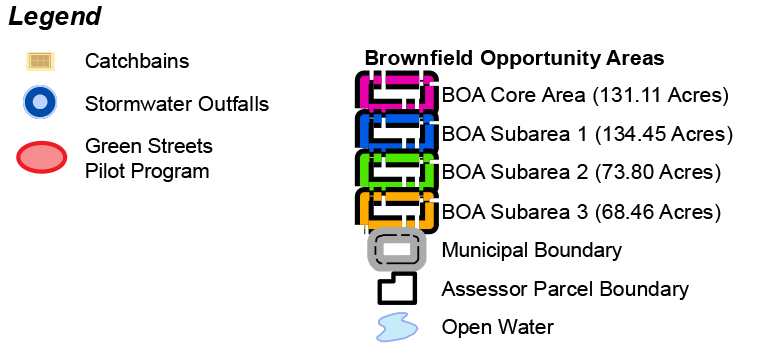 Legend
Catchbains
Stormwater Outfalls
Green Streets
Pilot Program
Brownfield Opportunity Areas
BOA Core Area (131.11 Acres)
BOA Subarea 1 (134.45 Acres)
BOA Subarea 2 (73.80 Acres)
BOA Subarea 3 (68.46 Acres)
Municipal Boundary
Assessor Parcel Boundary
Open Water